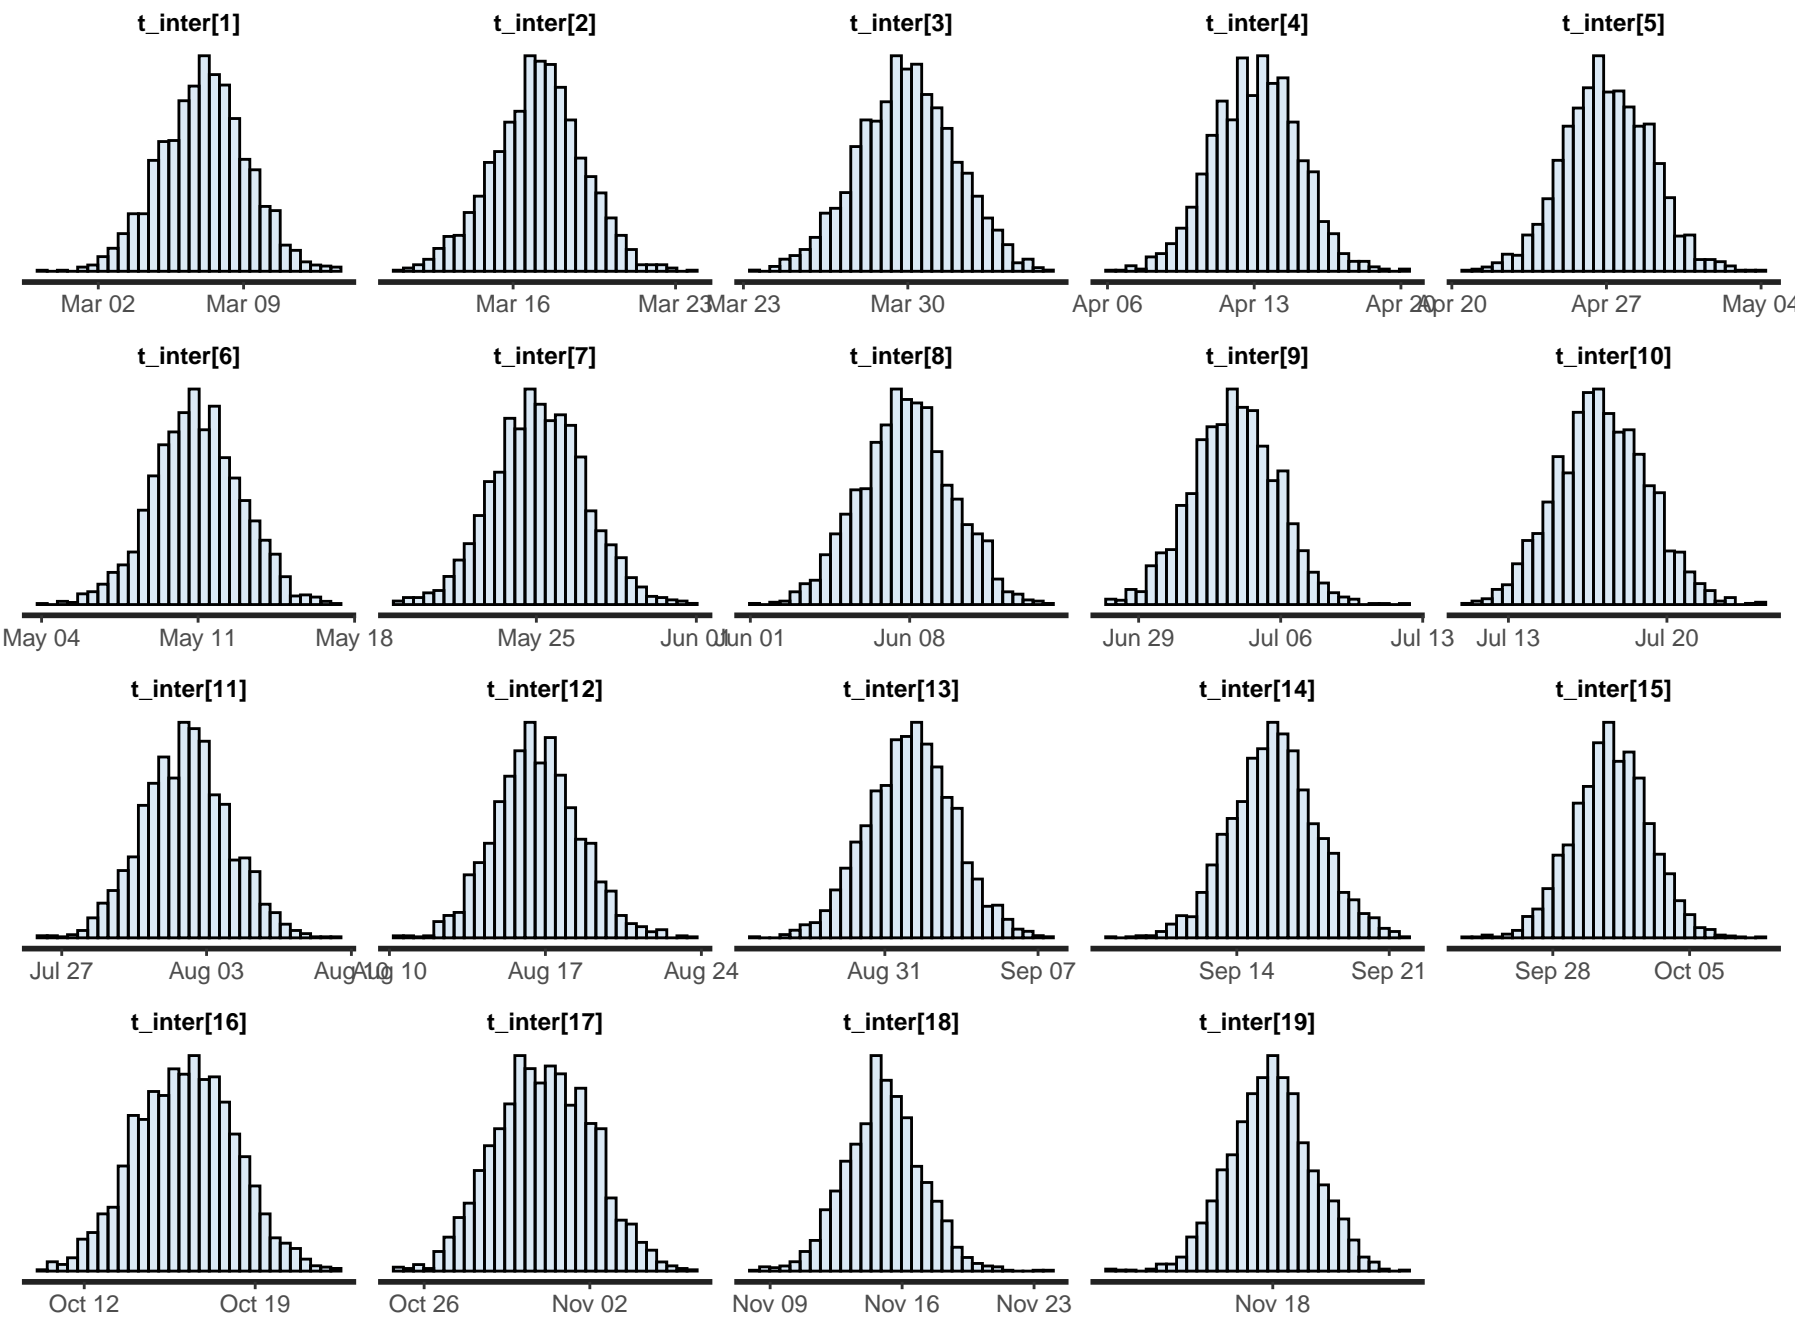 t_inter[1] t_inter[2] t_inter[3] t_inter[4] t_inter[5]
Mar 02 Mar 09 Mar 16 Mar 23 Mar 23 Mar 30 Apr 06 Apr 13 Apr 20 Apr 20 Apr 27 May 04
t_inter[6] t_inter[7] t_inter[8] t_inter[9] t_inter[10]
May 04 May 11 May 18 May 25 Jun 01 Jun 01 Jun 08 Jun 29 Jul 06 Jul 13 Jul 13 Jul 20
t_inter[11] t_inter[12] t_inter[13] t_inter[14] t_inter[15]
Jul 27 Aug 03 Aug 10 Aug 10 Aug 17 Aug 24 Aug 31 Sep 07 Sep 14 Sep 21 Sep 28 Oct 05
t_inter[16] t_inter[17] t_inter[18] t_inter[19]
Oct 12 Oct 19 Oct 26 Nov 02 Nov 09 Nov 16 Nov 23 Nov 18